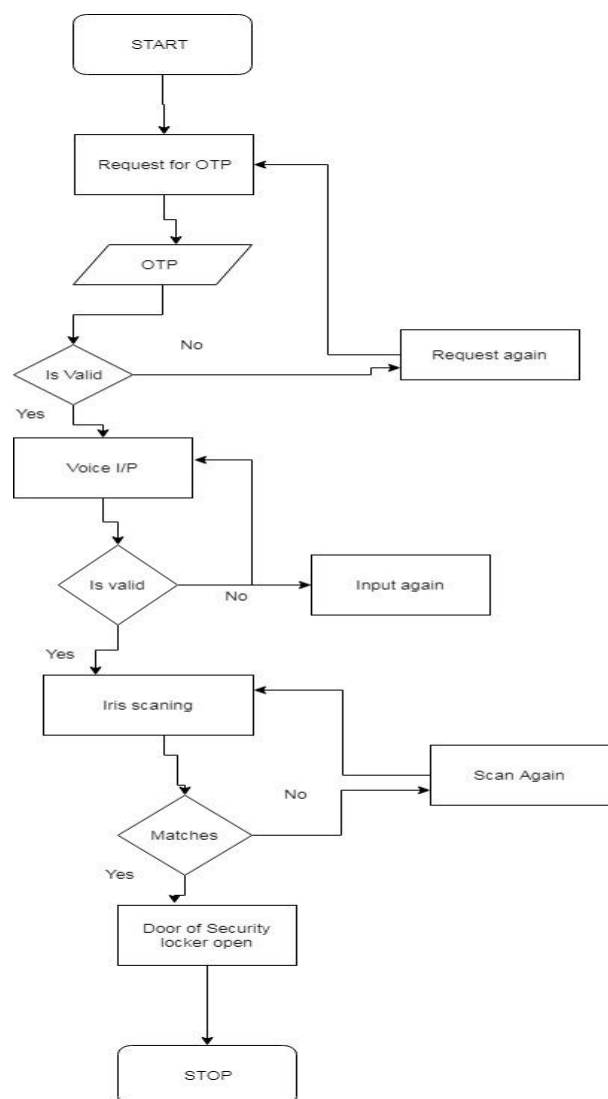 START
Request for OTP
OTP
No
Request again
Is Valid
Yes
Voice I/P
Is valid
No
Input again
Yes
Iris scaning
Scan Again
No
Matches
Yes
Door of Security
locker open
STOP